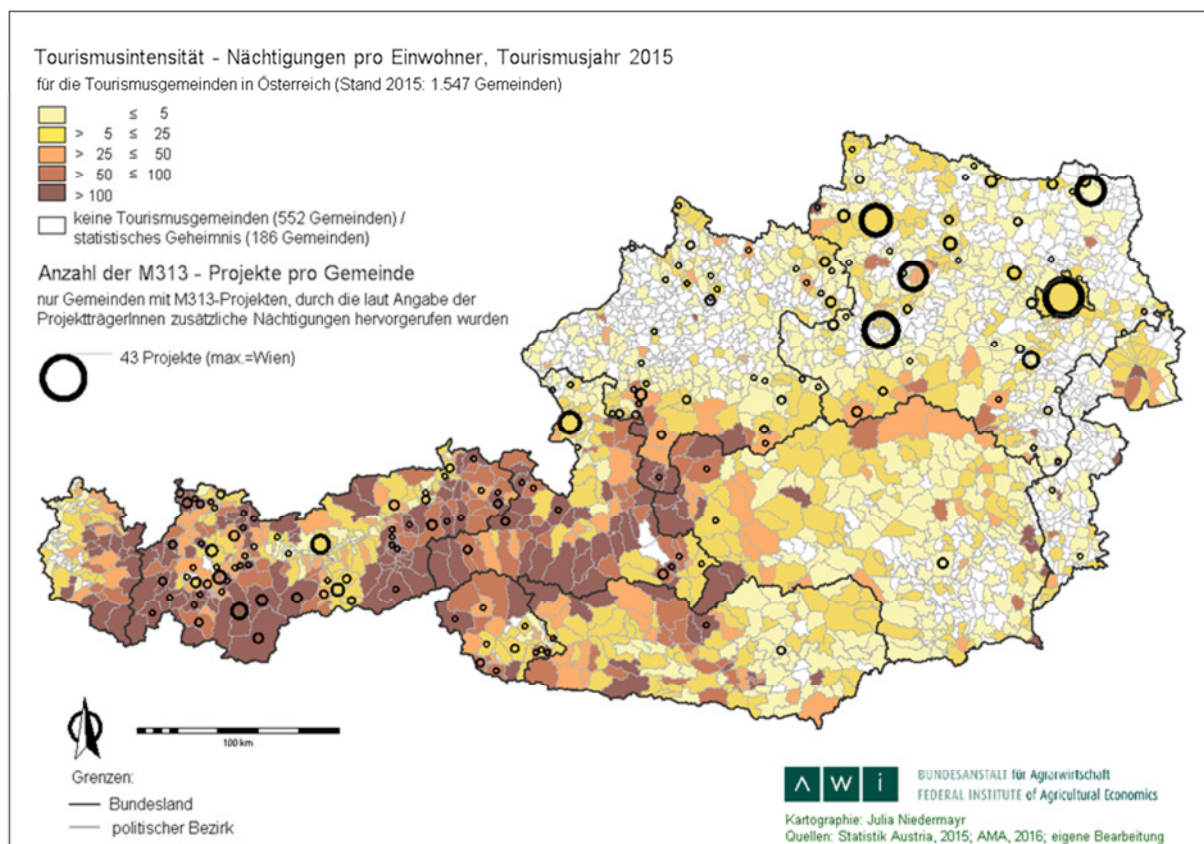 Tourismusintensität - Nächtigungen pro Einwohner, Tourismusjahr 2015
für die Tourismusgemeinden in Österreich (Stand 2015: 1.547 Gemeinden)
≤ 5
> 5 ≤ 25
> 25 ≤ 50
> 50 ≤ 100
> 100
keine Tourismusgemeinden (552 Gemeinden) /
statistisches Geheimnis (186 Gemeinden)
Anzahl der M313 - Projekte pro Gemeinde
nur Gemeinden mit M313-Projekten, durch die laut Angabe der
ProjektträgerInnen zusätzliche Nächtigungen hervorgerufen wurden
43 Projekte (max.=Wien)
100 km
Grenzen:
Bundesland
politischer Bezirk
AWi
BUNDESANSTALT für Agrarwirtschaft
FEDERAL INSTITUTE of Agricultural Economics
Kartographie: Julia Niedermayr
Quellen: Statistik Austria, 2015; AMA, 2016; eigene Bearbeitung